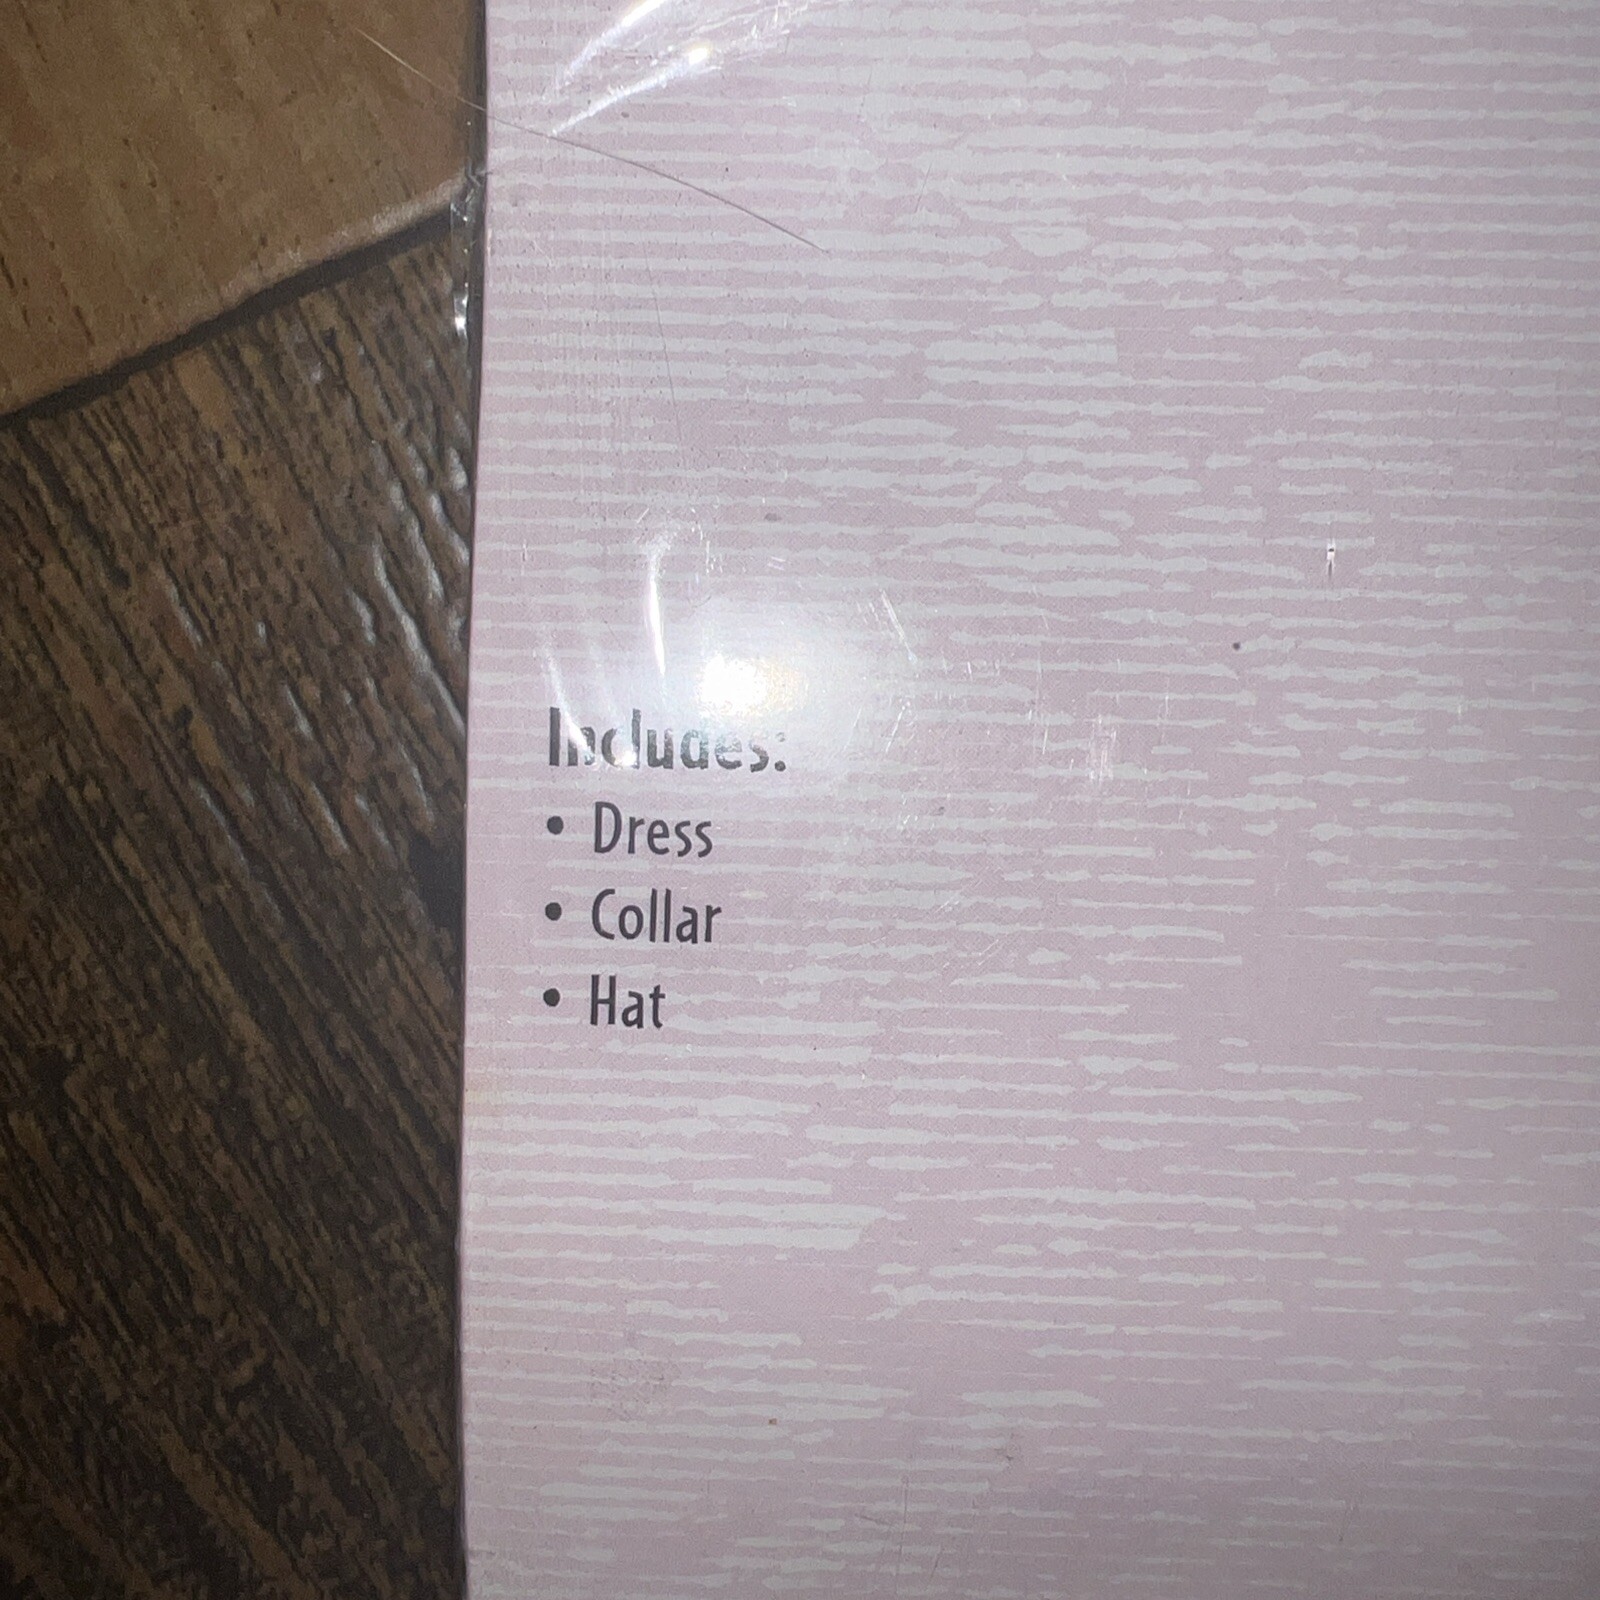 Includes:
• Dress
• Collar
• Hat